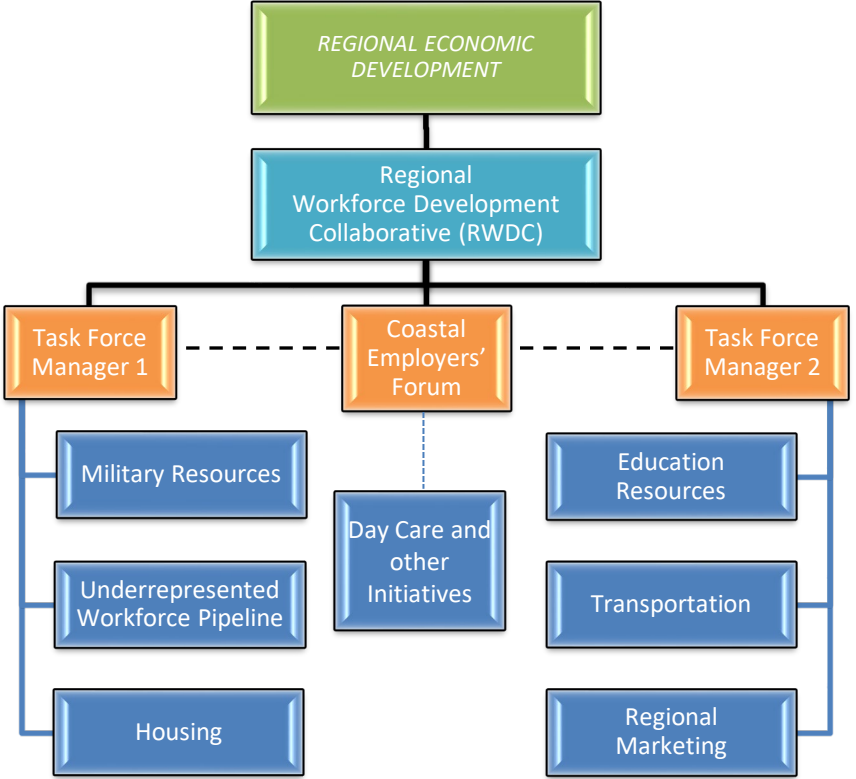 REGIONAL ECONOMIC
DEVELOPMENT
Regional
Workforce Development
Collaborative (RWDC)
Task Force
Manager 1
Coastal
Employers’
Forum
Task Force
Manager 2
Military Resources
Underrepresented
Workforce Pipeline
Housing
Day Care and
other
Initiatives
Education
Resources
Transportation
Regional
Marketing